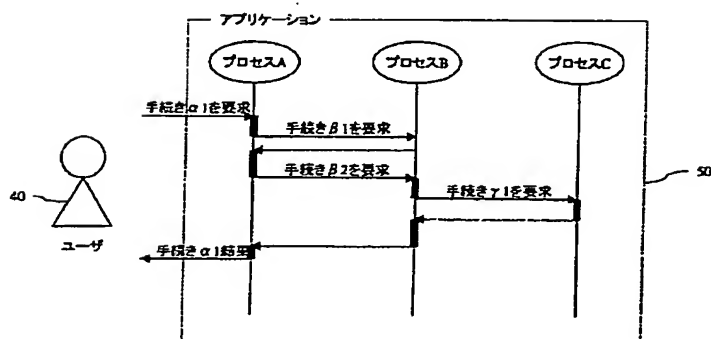 アプリケーション
プロセスA
プロセスB
プロセスC
手続きα1を要求
手続きβ1を要求
手続きβ2を要求
手続きγ1を要求
40
50
ユーザ
手続きα1結果